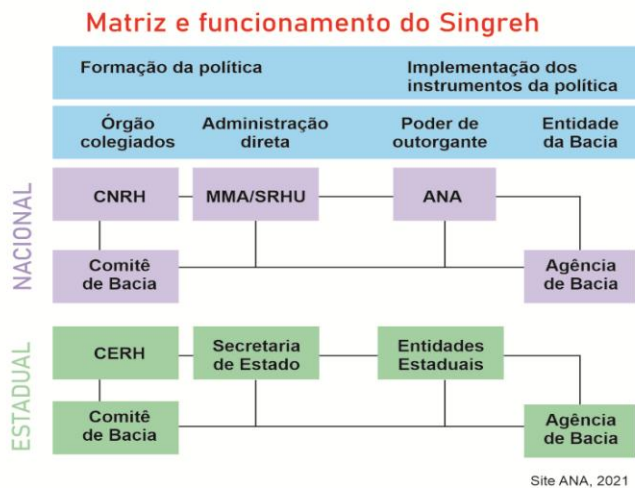 Matriz e funcionamento do Singreh
Formação da política
Implementação dos
instrumentos da política
Órgão
colegiados
Administração
direta
Poder de
outorgante
Entidade
da Bacia
NACIONAL
CNRH
MMA/SRHU
ANA
Comitê
de Bacia
Agência
de Bacia
ESTADUAL
CERH
Secretaria
de Estado
Entidades
Estaduais
Comitê
de Bacia
Agência
de Bacia
Site ANA, 2021